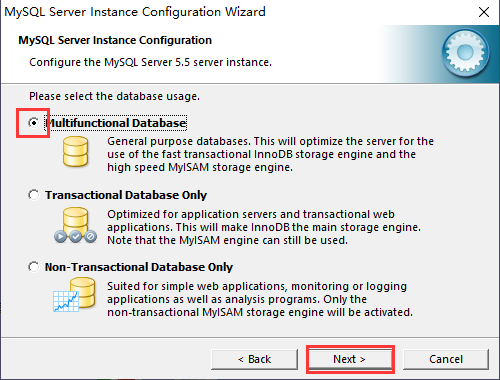 MySQL Server Instance Configuration Wizard
MySQL Server Instance Configuration
Configure the MySQL Server 5.5 server instance.
Please select the database usage.
Multifunctional Database
General purpose databases. This will optimize the server for the
use of the fast transactional InnoDB storage engine and the
high speed MyISAM storage engine.
Transactional Database Only
Optimized for application servers and transactional web
applications. This will make InnoDB the main storage engine.
Note that the MyISAM engine can still be used.
Non-Transactional Database Only
Suited for simple web applications, monitoring or logging
applications as well as analysis programs. Only the
non-transactional MyISAM storage engine will be activated.
< Back
Next >
Cancel